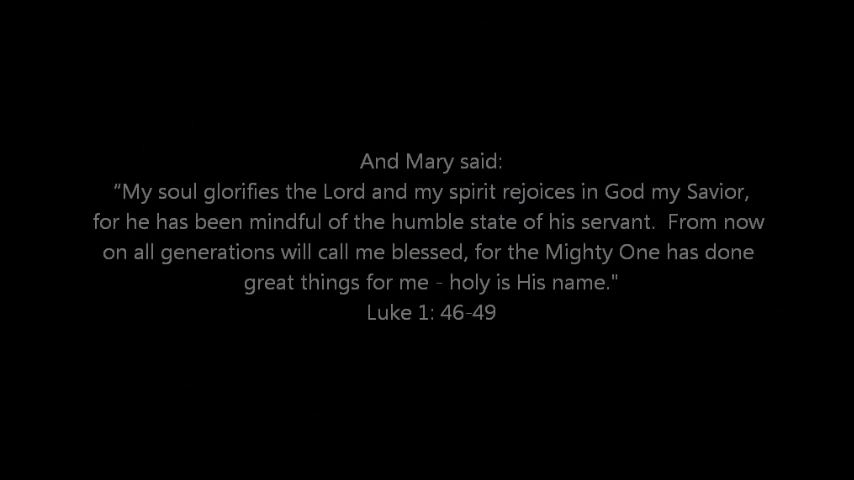 And Mary said:
“My soul glorifies the Lord and my spirit rejoices in God my Savior,
for he has been mindful of the humble state of his servant.  From now
on all generations will call me blessed, for the Mighty One has done
great things for me - holy is His name."
Luke 1: 46-49